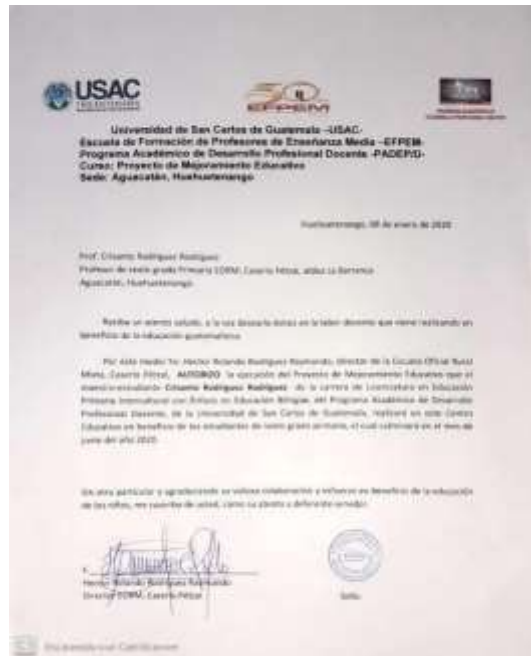 USAC
TRICENTENARIA
50
EFPEM
Universidad de San Carlos de Guatemala –USAC-
Escuela de Formación de Profesores de Enseñanza Media –EFPEM-
Programa Académico de Desarrollo Profesional Docente -PADEP/D-
Curso: Proyecto de Mejoramiento Educativo
Sede: Aguacatán, Huehuetenango
Huehuetenango, de enero de 2020
Prof. Crisanto Rodríguez Rodríguez
Profesor de sexto grado Primaria EORM, Caserío Pétzal, aldea La Barranca
Aguacatán, Huehuetenango
Reciba un atento saludo, a la vez desearle éxitos en la labor docente que viene realizando en
beneficio de la educación guatemalteca.
Por este medio Yo: Hector Rolando Rodríguez Raymundo, director de la Escuela Oficial Rural
Mixta, Caserío Pétzal, AUTORIZO la ejecución del Proyecto de Mejoramiento Educativo que el
maestro-estudiante Crisanto Rodríguez Rodríguez de la carrera de Licenciatura en Educación
Primaria Intercultural con Énfasis en Educación Bilingüe, del Programa Académico de Desarrollo
Profesional Docente, de la Universidad de San Carlos de Guatemala, realizará en este Centro
Educativo en beneficio de los estudiantes de sexto grado primaria, el cual culminará en el mes de
junio del año 2020.
Sin otro particular y agradeciendo su valiosa colaboración y esfuerzo en beneficio de la educación
de los niños, me suscribo de usted, como su atento y deferente servidor.
Hector Rolando Rodríguez Raymundo
Director EORM, Caserío Pétzal
Sello
Escaneado con CamScanner